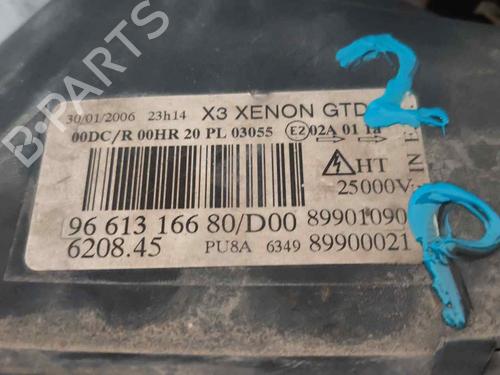 30/01/2006 23h14 X3 XENON GTD
00DC/R 00HR 20 PL 03055 E2 02A 01 1a
HT
25000V
96 613 166 80/D00 89901090
6208.45 PU8A 6349 89900021
IN
B-PARTS